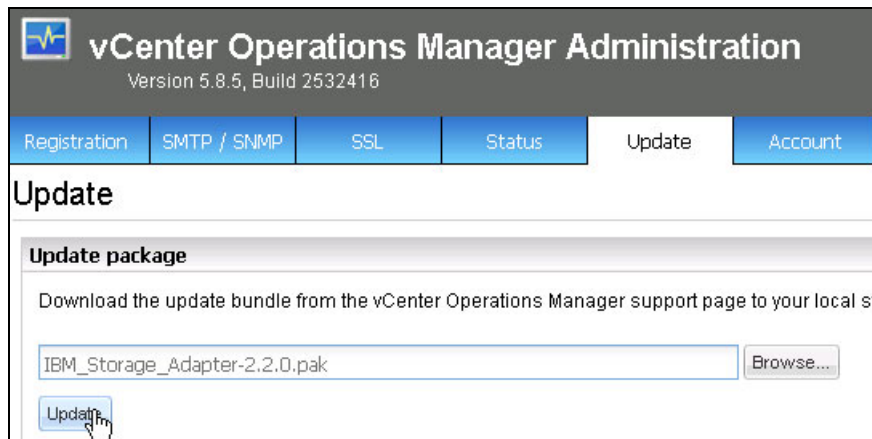 vCenter Operations Manager Administration
Version 5.8.5, Build 2532416
Registration SMTP / SNMP SSL Status Update Account
Update
Update package
Download the update bundle from the vCenter Operations Manager support page to your local
IBM_Storage_Adapter-2.2.0.pak Browse...
Update